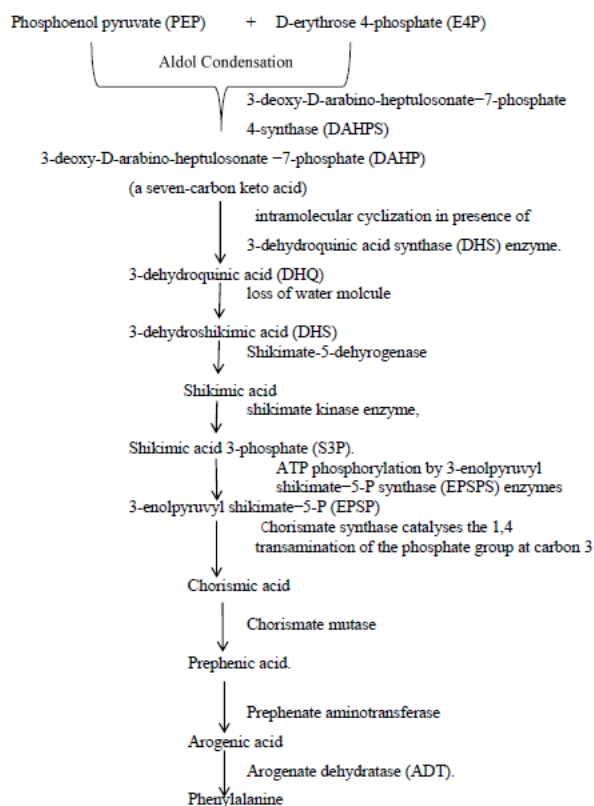 Phosphoenol pyruvate (PEP) + D-erythrose 4-phosphate (E4P)
Aldol Condensation
3-deoxy-D-arabino-heptulosonate−7-phosphate
4-synthase (DAHPS)
3-deoxy-D-arabino-heptulosonate −7-phosphate (DAHP)
(a seven-carbon keto acid)
intramolecular cyclization in presence of
3-dehydroquinic acid synthase (DHS) enzyme.
3-dehydroquinic acid (DHQ)
loss of water molcule
3-dehydroshikimic acid (DHS)
Shikimate-5-dehyrogenase
Shikimic acid
shikimate kinase enzyme,
Shikimic acid 3-phosphate (S3P).
ATP phosphorylation by 3-enolpyruvyl
shikimate−5-P synthase (EPSPS) enzymes
3-enolpyruvyl shikimate−5-P (EPSP)
Chorismate synthase catalyses the 1,4
transamination of the phosphate group at carbon 3
Chorismic acid
Chorismate mutase
Prephenic acid.
Prephenate aminotransferase
Arogenic acid
Arogenate dehydratase (ADT).
Phenylalanine